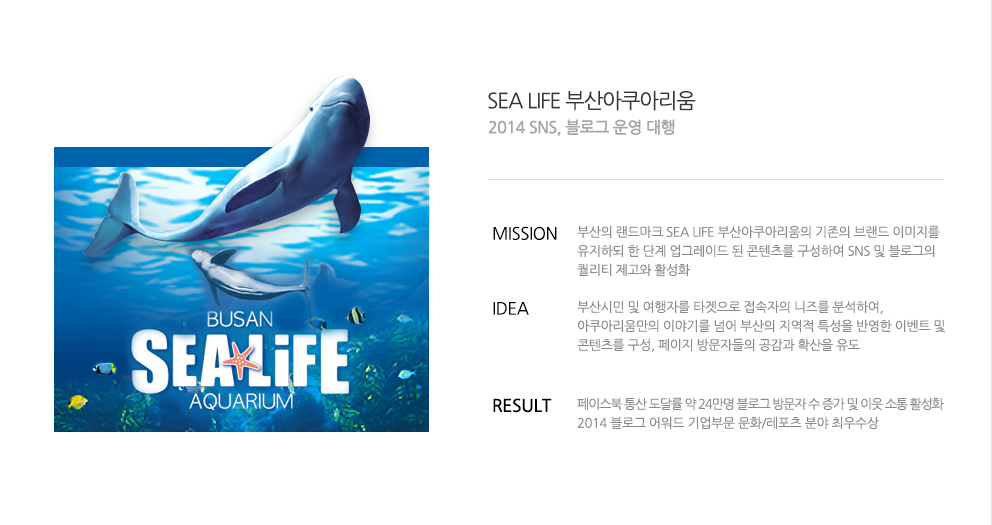 SEA LIFE 부산아쿠아리움
2014 SNS, 블로그 운영 대행
MISSION
부산의 랜드마크 SEA LIFE 부산아쿠아리움의 기존의 브랜드 이미지를
유지하되 한 단계 업그레이드 된 콘텐츠를 구성하여 SNS 및 블로그의
퀄리티 제고와 활성화
IDEA
부산시민 및 여행자를 타겟으로 접속자의 니즈를 분석하여,
아쿠아리움만의 이야기를 넘어 부산의 지역적 특성을 반영한 이벤트 및
콘텐츠를 구성, 페이지 방문자들의 공감과 확산을 유도
RESULT
페이스북 통산 도달률 약 24만명 블로그 방문자 수 증가 및 이웃 소통 활성화
2014 블로그 어워드 기업부문 문화/레포츠 분야 최우수상
BUSAN
SEA LiFE
AQUARIUM